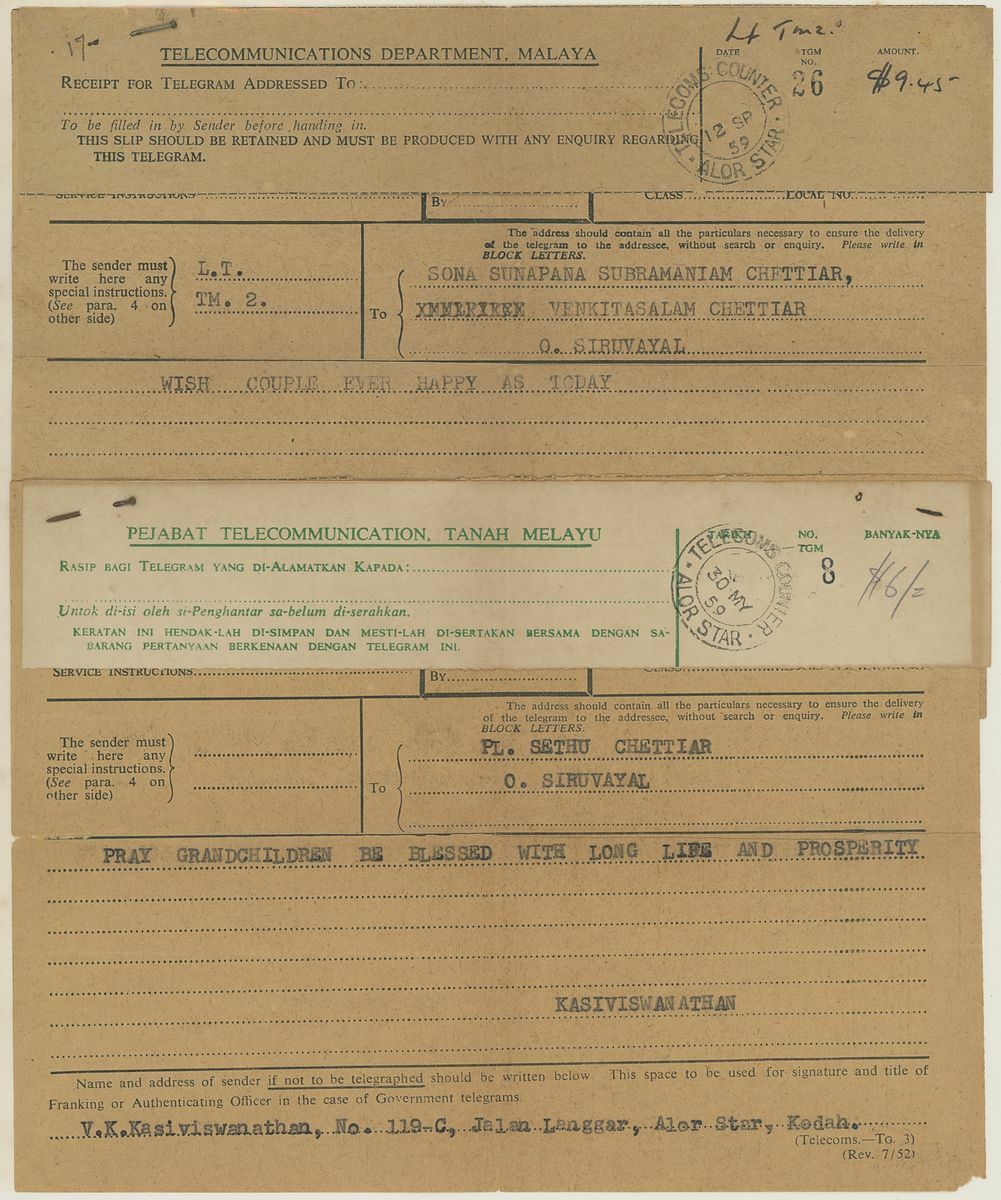 17-
Lt Tm2.
TELECOMMUNICATIONS DEPARTMENT, MALAYA
DATE
TGM NO.
AMOUNT.
RECEIPT FOR TELEGRAM ADDRESSED TO:
26
$9.45
TELECOMS COUNTER
12 SP
59
ALOR STAR
To be filled in by Sender before handing in.
THIS SLIP SHOULD BE RETAINED AND MUST BE PRODUCED WITH ANY ENQUIRY REGARDING
THIS TELEGRAM.
SERVICE INSTRUCTIONS
By
CLASS
LOCAL NO.
The address should contain all the particulars necessary to ensure the delivery
of the telegram to the addressee, without search or enquiry. Please write in
BLOCK LETTERS.
The sender must
write here any
special instructions.
(See para. 4 on
other side)
L.T.
TM. 2.
To
SONA SUNAPANA SUBRAMANIAM CHETTIAR,
VENKITASALAM CHETTIAR
O. SIRUVAYAL
WISH COUPLE EVER HAPPY AS TODAY
PEJABAT TELECOMMUNICATION, TANAH MELAYU
TARIKH
NO. TGM
BANYAK-NYA
RASIP BAGI TELEGRAM YANG DI-ALAMATKAN KAPADA:
8
$6/=
TELECOMS COUNTER
30 MY
59
ALOR STAR
Untok di-isi oleh si-Penghantar sa-belum di-serahkan.
KERATAN INI HENDAK-LAH DI-SIMPAN DAN MESTI-LAH DI-SERTAKAN BERSAMA DENGAN SA-
BARANG PERTANYAAN BERKENAAN DENGAN TELEGRAM INI.
SERVICE INSTRUCTIONS
By
The address should contain all the particulars necessary to ensure the delivery
of the telegram to the addressee, without search or enquiry. Please write in
BLOCK LETTERS.
The sender must
write here any
special instructions.
(See para. 4 on
other side)
To
PL. SETHU CHETTIAR
O. SIRUVAYAL
PRAY GRANDCHILDREN BE BLESSED WITH LONG LIFE AND PROSPERITY
KASIVISWANATHAN
Name and address of sender if not to be telegraphed should be written below This space to be used for signature and title of
Franking or Authenticating Officer in the case of Government telegrams
V.K.Kasiviswanathan, No. 119-C, Jalan Langgar, Alor Star, Kedah.
(Telecoms.—Tg. 3)
(Rev. 7/52)